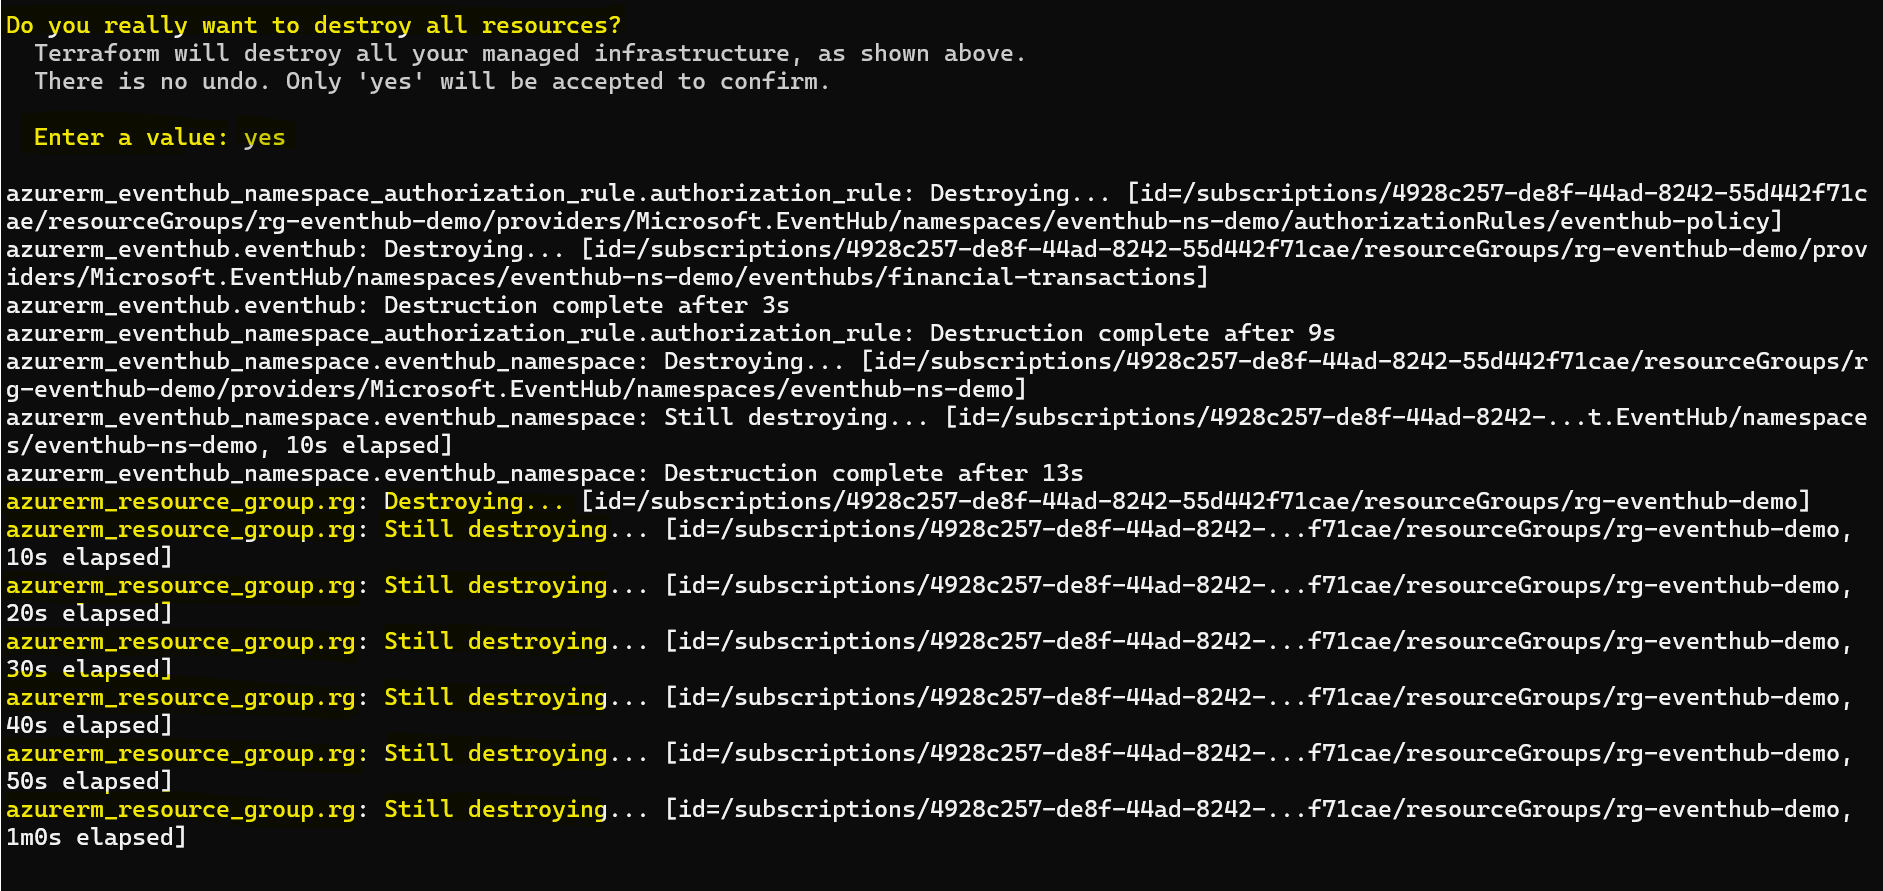 Do you really want to destroy all resources?
  Terraform will destroy all your managed infrastructure, as shown above.
  There is no undo. Only 'yes' will be accepted to confirm.

  Enter a value: yes

azurerm_eventhub_namespace_authorization_rule.authorization_rule: Destroying... [id=/subscriptions/4928c257-de8f-44ad-8242-55d442f71c
ae/resourceGroups/rg-eventhub-demo/providers/Microsoft.EventHub/namespaces/eventhub-ns-demo/authorizationRules/eventhub-policy]
azurerm_eventhub.eventhub: Destroying... [id=/subscriptions/4928c257-de8f-44ad-8242-55d442f71cae/resourceGroups/rg-eventhub-demo/prov
iders/Microsoft.EventHub/namespaces/eventhub-ns-demo/eventhubs/financial-transactions]
azurerm_eventhub.eventhub: Destruction complete after 3s
azurerm_eventhub_namespace_authorization_rule.authorization_rule: Destruction complete after 9s
azurerm_eventhub_namespace.eventhub_namespace: Destroying... [id=/subscriptions/4928c257-de8f-44ad-8242-55d442f71cae/resourceGroups/r
g-eventhub-demo/providers/Microsoft.EventHub/namespaces/eventhub-ns-demo]
azurerm_eventhub_namespace.eventhub_namespace: Still destroying... [id=/subscriptions/4928c257-de8f-44ad-8242-...t.EventHub/namespace
s/eventhub-ns-demo, 10s elapsed]
azurerm_eventhub_namespace.eventhub_namespace: Destruction complete after 13s
azurerm_resource_group.rg: Destroying... [id=/subscriptions/4928c257-de8f-44ad-8242-55d442f71cae/resourceGroups/rg-eventhub-demo]
azurerm_resource_group.rg: Still destroying... [id=/subscriptions/4928c257-de8f-44ad-8242-...f71cae/resourceGroups/rg-eventhub-demo,
10s elapsed]
azurerm_resource_group.rg: Still destroying... [id=/subscriptions/4928c257-de8f-44ad-8242-...f71cae/resourceGroups/rg-eventhub-demo,
20s elapsed]
azurerm_resource_group.rg: Still destroying... [id=/subscriptions/4928c257-de8f-44ad-8242-...f71cae/resourceGroups/rg-eventhub-demo,
30s elapsed]
azurerm_resource_group.rg: Still destroying... [id=/subscriptions/4928c257-de8f-44ad-8242-...f71cae/resourceGroups/rg-eventhub-demo,
40s elapsed]
azurerm_resource_group.rg: Still destroying... [id=/subscriptions/4928c257-de8f-44ad-8242-...f71cae/resourceGroups/rg-eventhub-demo,
50s elapsed]
azurerm_resource_group.rg: Still destroying... [id=/subscriptions/4928c257-de8f-44ad-8242-...f71cae/resourceGroups/rg-eventhub-demo,
1m0s elapsed]